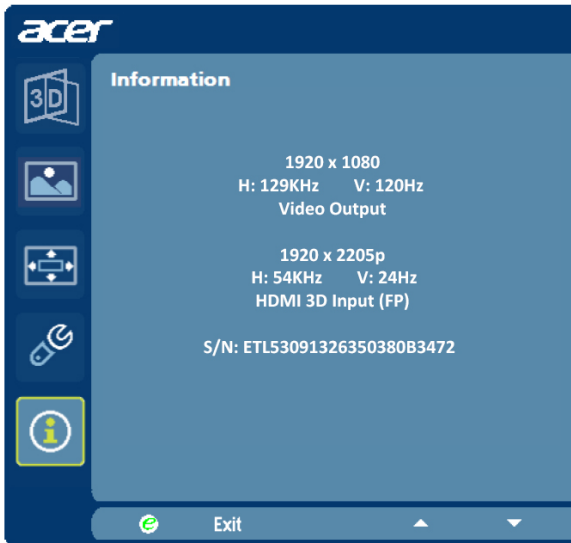 acer
3D
Information
1920 x 1080
H: 129KHz V: 120Hz
Video Output
1920 x 2205p
H: 54KHz V: 24Hz
HDMI 3D Input (FP)
S/N: ETL53091326350380B3472
i
e Exit